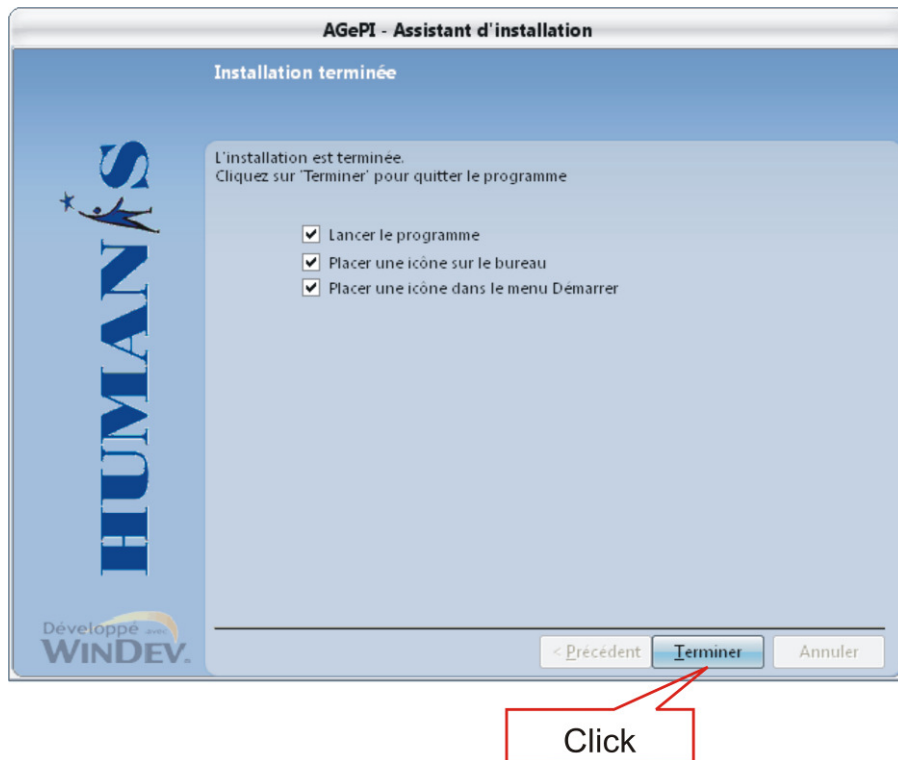 AGePI - Assistant d'installation
Installation terminée
L'installation est terminée.
Cliquez sur 'Terminer' pour quitter le programme
Lancer le programme
Placer une icône sur le bureau
Placer une icône dans le menu Démarrer
HUMANIS
Développé avec
WINDEV.
< Précédent
Terminer
Annuler
Click